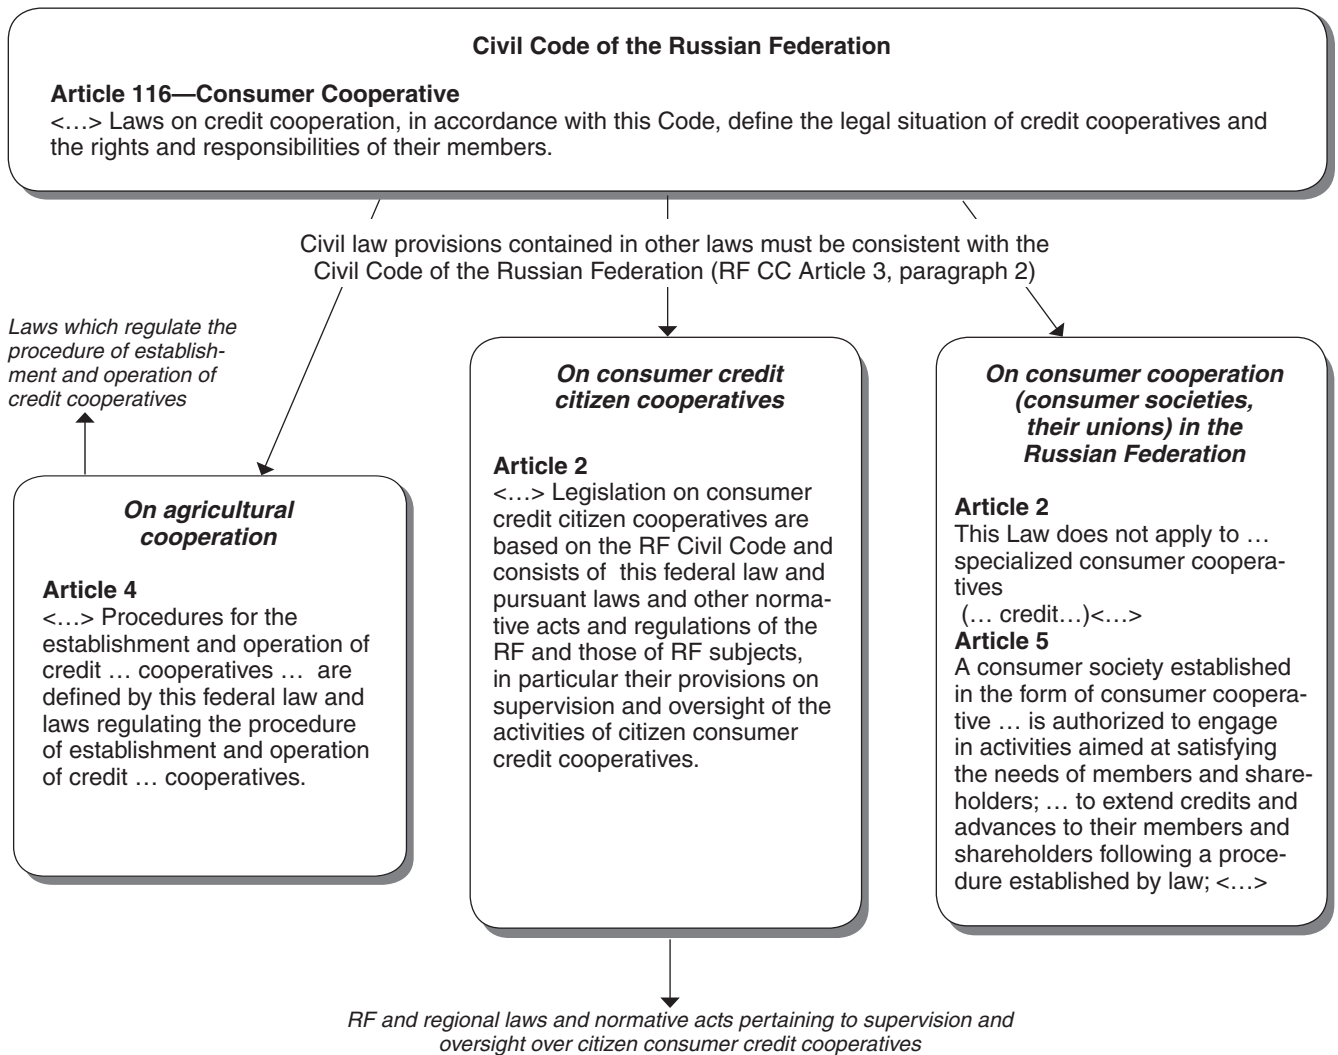 Civil Code of the Russian Federation
Article 116—Consumer Cooperative
<…> Laws on credit cooperation, in accordance with this Code, define the legal situation of credit cooperatives and
the rights and responsibilities of their members.
Civil law provisions contained in other laws must be consistent with the
Civil Code of the Russian Federation (RF CC Article 3, paragraph 2)
Laws which regulate the
procedure of establish-
ment and operation of
credit cooperatives
On agricultural
cooperation
Article 4
<…> Procedures for the
establishment and operation of
credit … cooperatives …  are
defined by this federal law and
laws regulating the procedure
of establishment and operation
of credit … cooperatives.
On consumer credit
citizen cooperatives
Article 2
<…> Legislation on consumer
credit citizen cooperatives are
based on the RF Civil Code and
consists of  this federal law and
pursuant laws and other norma-
tive acts and regulations of the
RF and those of RF subjects,
in particular their provisions on
supervision and oversight of the
activities of citizen consumer
credit cooperatives.
On consumer cooperation
(consumer societies,
their unions) in the
Russian Federation
Article 2
This Law does not apply to …
specialized consumer coopera-
tives
(… credit…)<…>
Article 5
A consumer society established
in the form of consumer coopera-
tive … is authorized to engage
in activities aimed at satisfying
the needs of members and share-
holders; … to extend credits and
advances to their members and
shareholders following a proce-
dure established by law; <…>
RF and regional laws and normative acts pertaining to supervision and
oversight over citizen consumer credit cooperatives